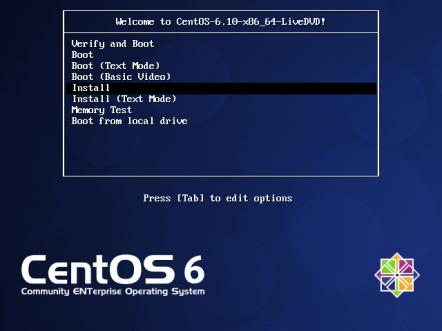 Welcome to CentOS-6.10-x86_64-LiveDVD!
Verify and Boot
Boot
Boot (Text Mode)
Boot (Basic Video)
Install
Install (Text Mode)
Memory Test
Boot from local drive
Press [Tab] to edit options
CentOS 6
Community ENTerprise Operating System